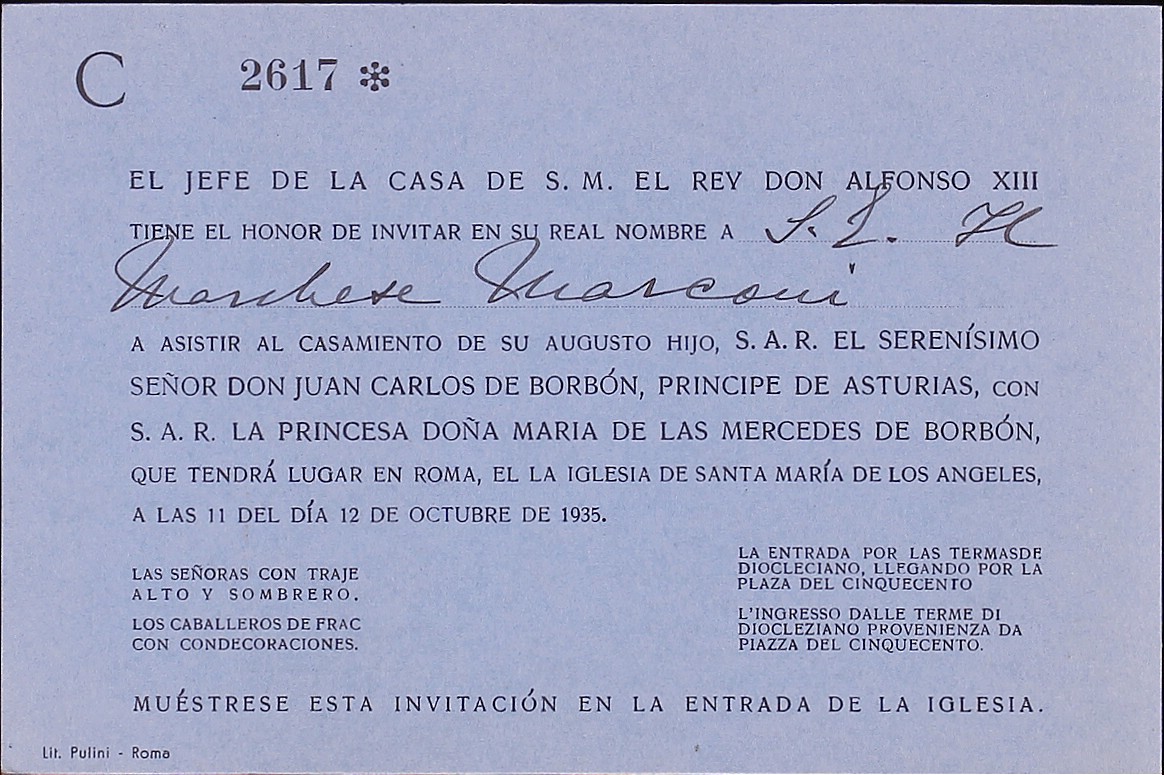 C 2617 *
EL JEFE DE LA CASA DE S. M. EL REY DON ALFONSO XIII
TIENE EL HONOR DE INVITAR EN SU REAL NOMBRE A S. E. Il
Marchese Marconi
A ASISTIR AL CASAMIENTO DE SU AUGUSTO HIJO, S. A. R. EL SERENÍSIMO
SEÑOR DON JUAN CARLOS DE BORBÓN, PRINCIPE DE ASTURIAS, CON
S. A. R. LA PRINCESA DOÑA MARIA DE LAS MERCEDES DE BORBÓN,
QUE TENDRÁ LUGAR EN ROMA, EL LA IGLESIA DE SANTA MARÍA DE LOS ANGELES,
A LAS 11 DEL DÍA 12 DE OCTUBRE DE 1935.
LAS SEÑORAS CON TRAJE
ALTO Y SOMBRERO.
LOS CABALLEROS DE FRAC
CON CONDECORACIONES.
LA ENTRADA POR LAS TERMASDE
DIOCLECIANO, LLEGANDO POR LA
PLAZA DEL CINQUECENTO
L'INGRESSO DALLE TERME DI
DIOCLEZIANO PROVENIENZA DA
PIAZZA DEL CINQUECENTO.
MUÉSTRESE ESTA INVITACIÓN EN LA ENTRADA DE LA IGLESIA.
Lit. Pulini - Roma